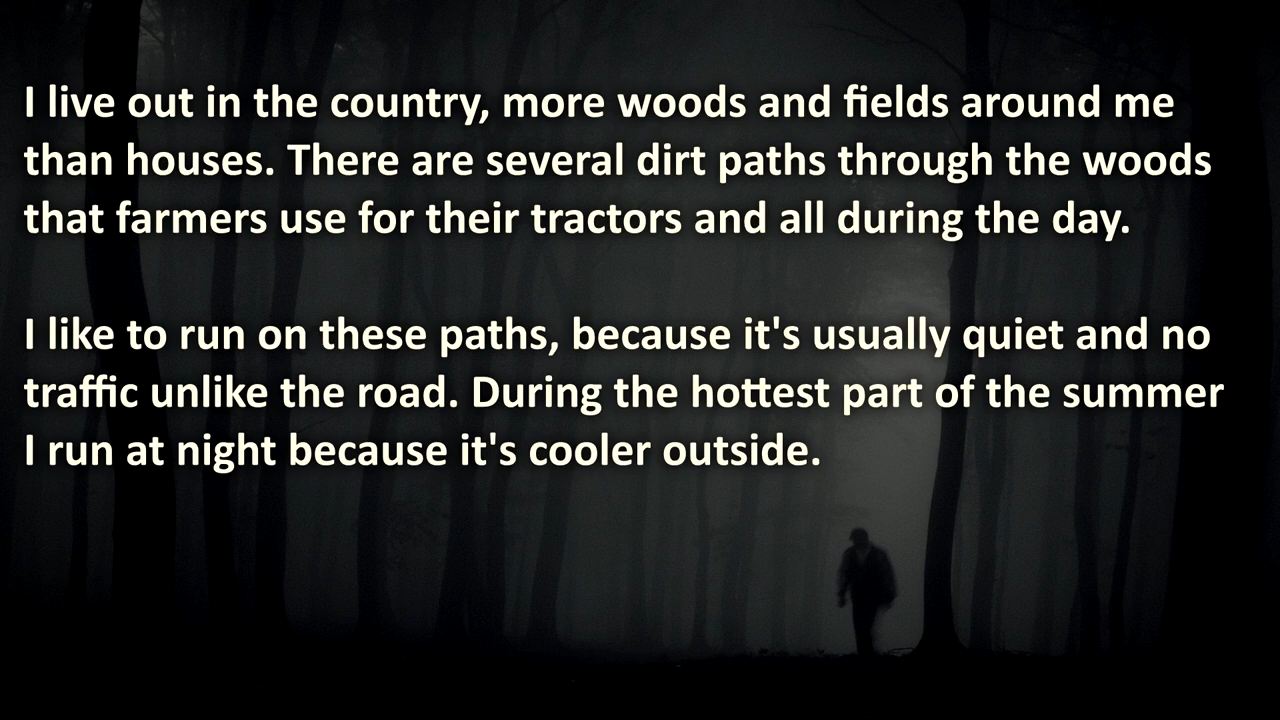 I live out in the country, more woods and fields around me
than houses. There are several dirt paths through the woods
that farmers use for their tractors and all during the day.
I like to run on these paths, because it's usually quiet and no
traffic unlike the road. During the hottest part of the summer
I run at night because it's cooler outside.